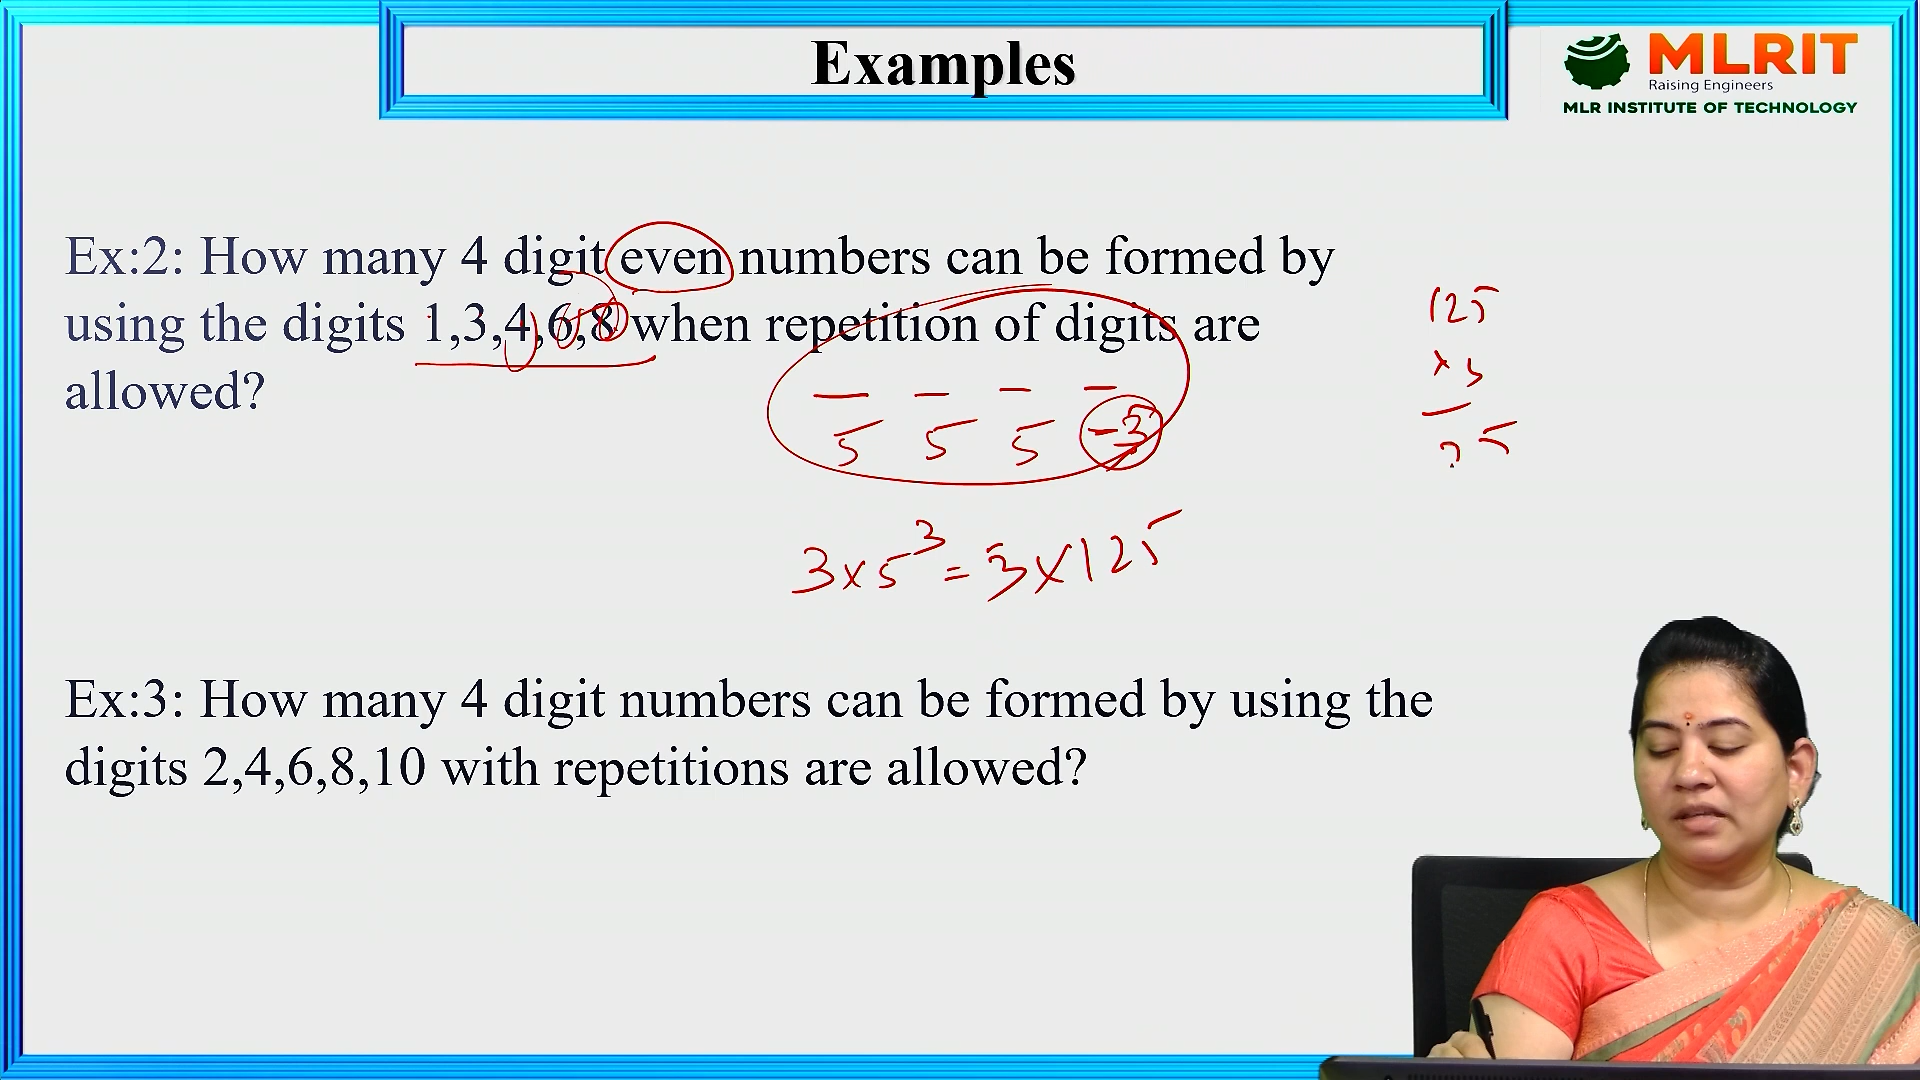 Examples
MLRIT
Raising Engineers
MLR INSTITUTE OF TECHNOLOGY
Ex:2: How many 4 digit even numbers can be formed by
using the digits 1,3,4,6,8 when repetition of digits are
allowed?
5 5 5 3
125
×3
5
3×5³=3×125
Ex:3: How many 4 digit numbers can be formed by using the
digits 2,4,6,8,10 with repetitions are allowed?